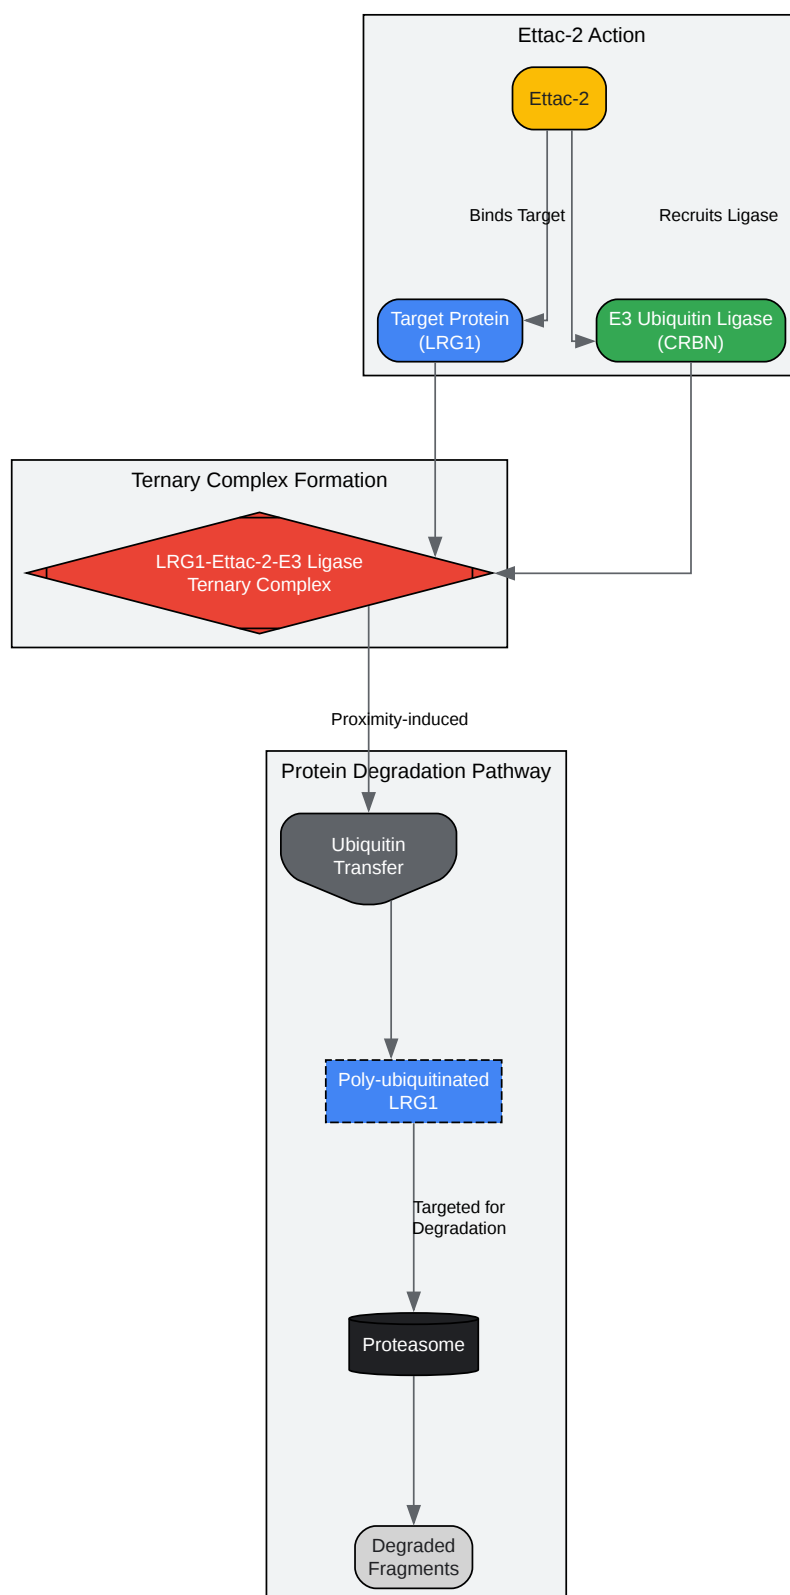 Ettac-2 Action
Ettac-2
Binds Target
Recruits Ligase
Target Protein
(LRG1)
E3 Ubiquitin Ligase
(CRBN)
Ternary Complex Formation
LRG1-Ettac-2-E3 Ligase
Ternary Complex
Proximity-induced
Protein Degradation Pathway
Ubiquitin
Transfer
Poly-ubiquitinated
LRG1
Targeted for
Degradation
Proteasome
Degraded
Fragments